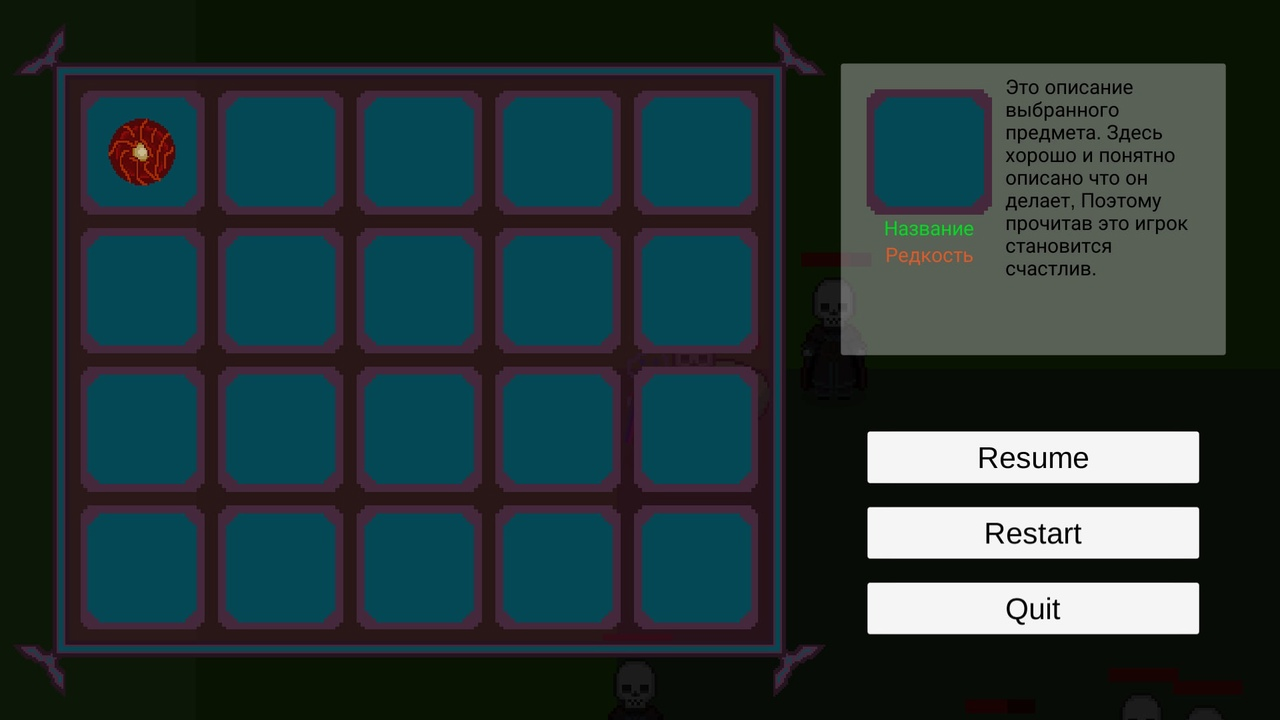 Это описание
выбранного
предмета. Здесь
хорошо и понятно
описано что он
делает, Поэтому
прочитав это игрок
становится
счастлив.
Название
Редкость
Resume
Restart
Quit